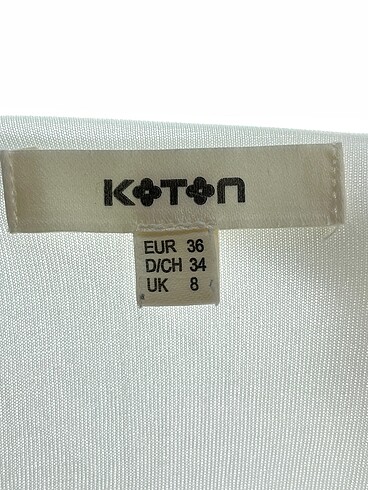 KOTON
EUR 36
D/CH 34
UK 8